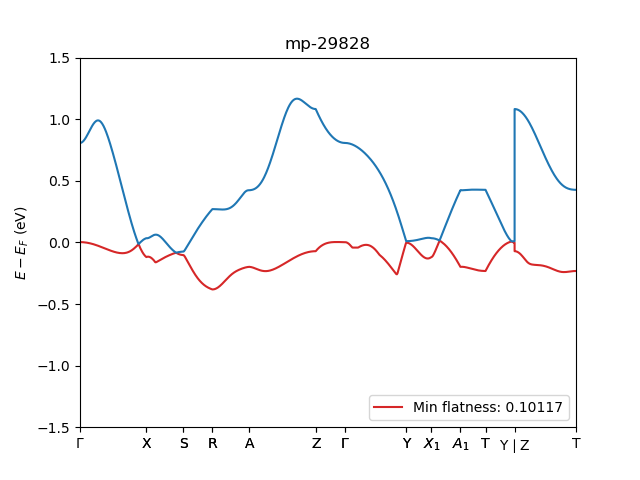 mp-29828
E − E_F (eV)
1.5
1.0
0.5
0.0
−0.5
−1.0
−1.5
Min flatness: 0.10117
Γ X S R A Z Γ Y X₁ A₁ T Y | Z T